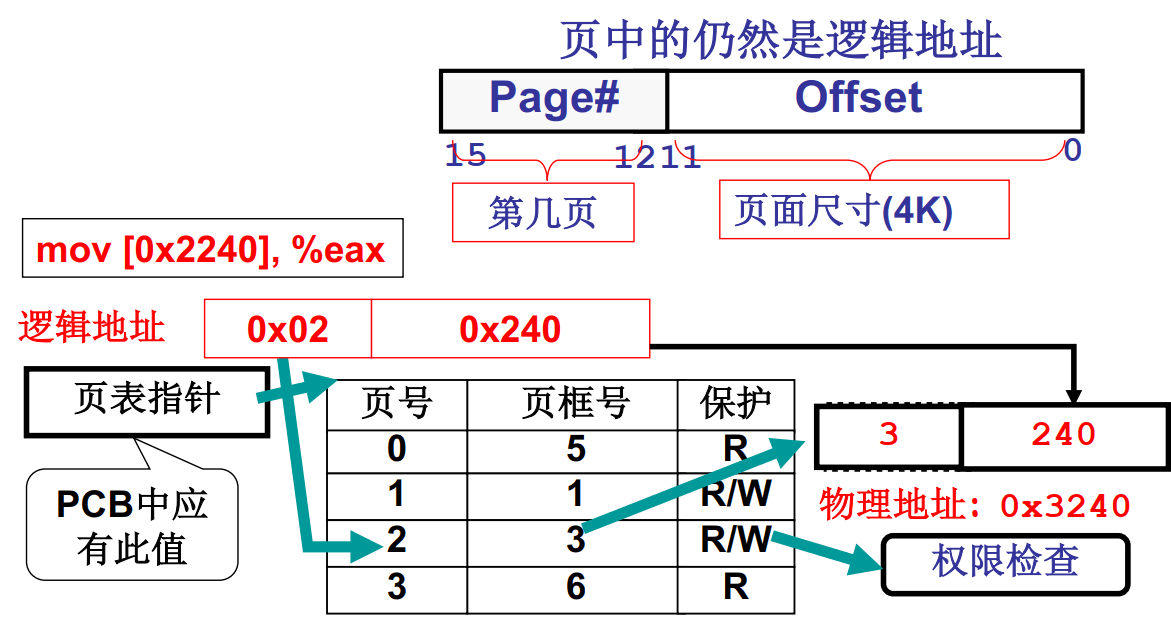 页中的仍然是逻辑地址
Page# Offset
15 12 11 0
第几页 页面尺寸(4K)
mov [0x2240], %eax
逻辑地址 0x02 0x240
页表指针
PCB中应
有此值
页号 页框号 保护
0 5 R
1 1 R/W
2 3 R/W
3 6 R
3 240
物理地址: 0x3240
权限检查